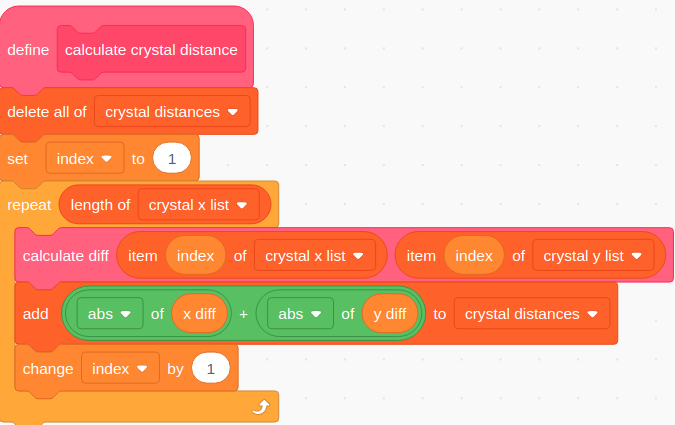 define calculate crystal distance
delete all of crystal distances
set index to 1
repeat length of crystal x list
calculate diff item index of crystal x list item index of crystal y list
add abs of x diff + abs of y diff to crystal distances
change index by 1